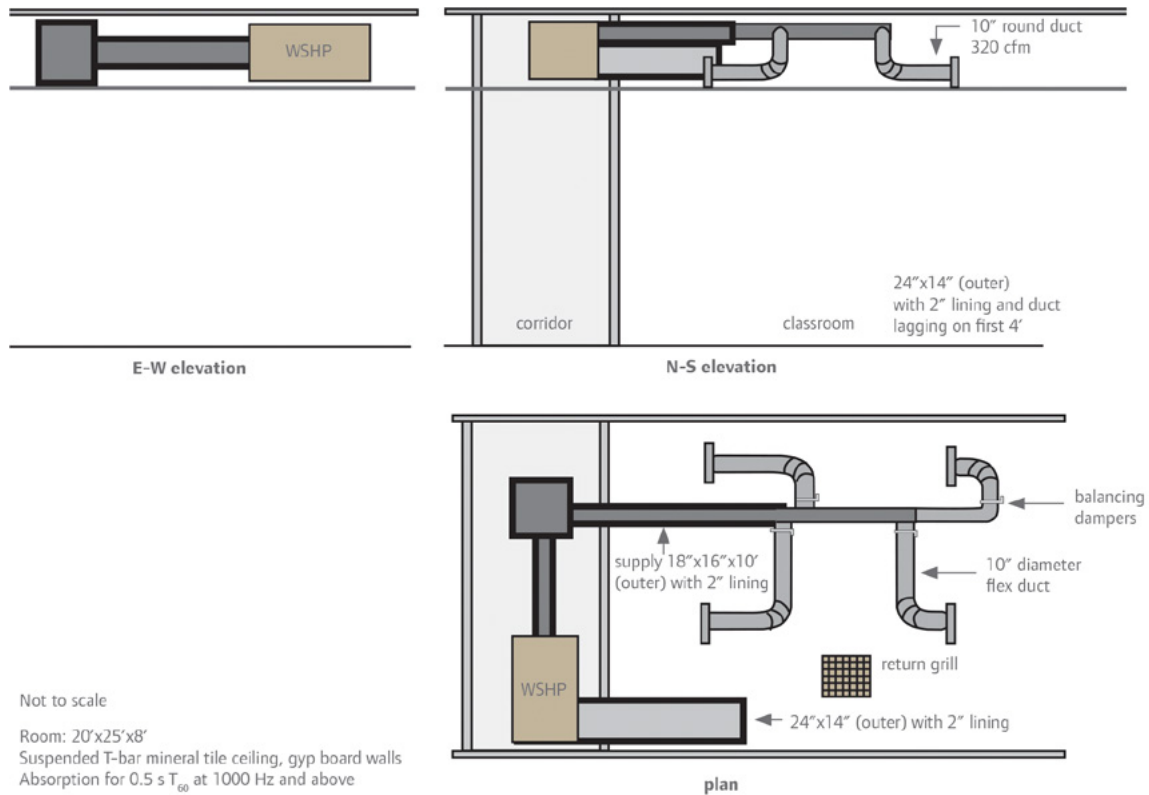 WSHP
10″ round duct
320 cfm
24″x14″ (outer)
with 2″ lining and duct
lagging on first 4′
corridor
classroom
E-W elevation
N-S elevation
balancing
dampers
supply 18″x16″x10′
(outer) with 2″ lining
10″ diameter
flex duct
return grill
WSHP
24″x14″ (outer) with 2″ lining
Not to scale
Room: 20′x25′x8′
Suspended T-bar mineral tile ceiling, gyp board walls
Absorption for 0.5 s T60 at 1000 Hz and above
plan